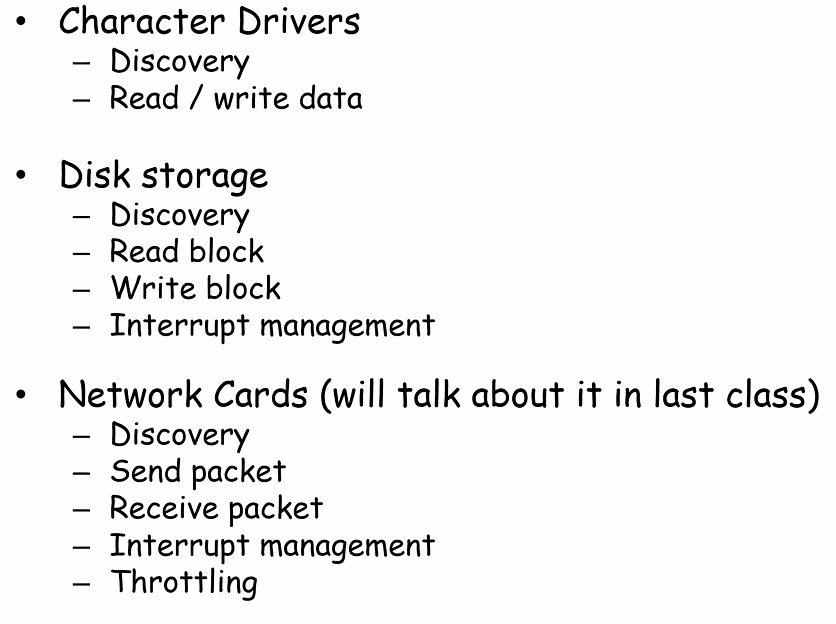 • Character Drivers
– Discovery
– Read / write data
• Disk storage
– Discovery
– Read block
– Write block
– Interrupt management
• Network Cards (will talk about it in last class)
– Discovery
– Send packet
– Receive packet
– Interrupt management
– Throttling